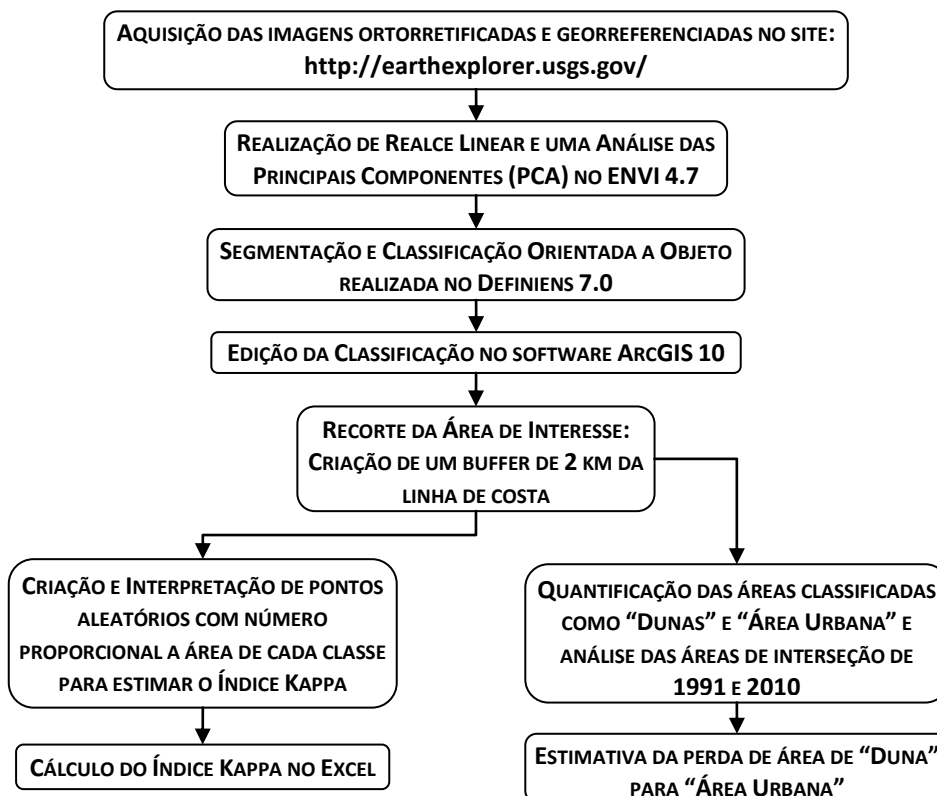 AQUISIÇÃO DAS IMAGENS ORTORRETIFICADAS E GEORREFERENCIADAS NO SITE:
http://earthexplorer.usgs.gov/
REALIZAÇÃO DE REALCE LINEAR E UMA ANÁLISE DAS
PRINCIPAIS COMPONENTES (PCA) NO ENVI 4.7
SEGMENTAÇÃO E CLASSIFICAÇÃO ORIENTADA A OBJETO
REALIZADA NO DEFINIENS 7.0
EDIÇÃO DA CLASSIFICAÇÃO NO SOFTWARE ARCGIS 10
RECORTE DA ÁREA DE INTERESSE:
CRIAÇÃO DE UM BUFFER DE 2 KM DA
LINHA DE COSTA
CRIAÇÃO E INTERPRETAÇÃO DE PONTOS
ALEATÓRIOS COM NÚMERO
PROPORCIONAL A ÁREA DE CADA CLASSE
PARA ESTIMAR O ÍNDICE KAPPA
CÁLCULO DO ÍNDICE KAPPA NO EXCEL
QUANTIFICAÇÃO DAS ÁREAS CLASSIFICADAS
COMO “DUNAS” E “ÁREA URBANA” E
ANÁLISE DAS ÁREAS DE INTERSEÇÃO DE
1991 E 2010
ESTIMATIVA DA PERDA DE ÁREA DE “DUNA”
PARA “ÁREA URBANA”